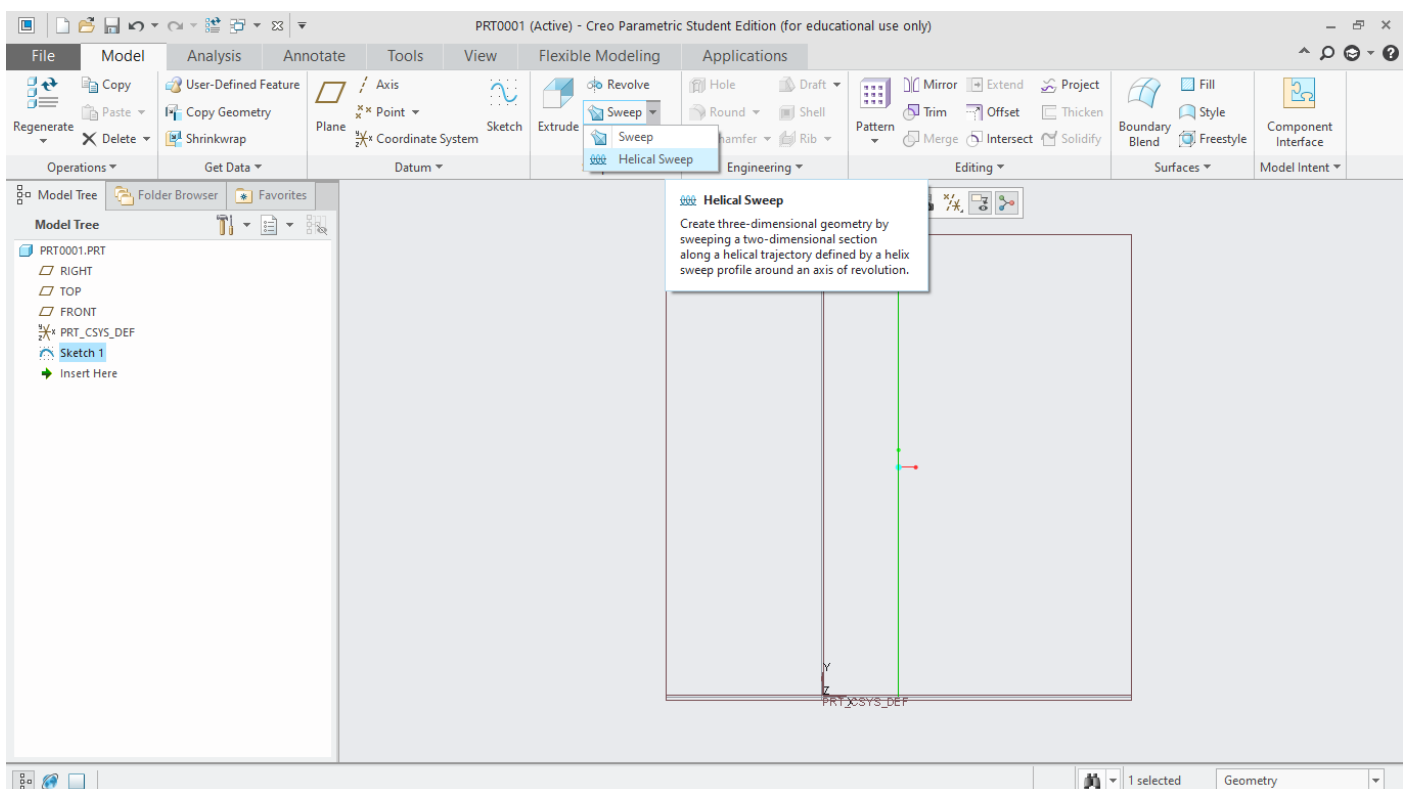 PRT0001 (Active) - Creo Parametric Student Edition (for educational use only)
File Model Analysis Annotate Tools View Flexible Modeling Applications
Regenerate
Copy
Paste
Delete
User-Defined Feature
Copy Geometry
Shrinkwrap
Plane
Axis
Point
Coordinate System
Sketch
Extrude
Revolve
Sweep
Sweep
Helical Sweep
Hole
Draft
Round
Shell
hamfer
Rib
Pattern
Mirror
Extend
Project
Trim
Offset
Thicken
Merge
Intersect
Solidify
Boundary
Blend
Fill
Style
Freestyle
Component
Interface
Operations Get Data Datum Engineering Editing Surfaces Model Intent
Model Tree Folder Browser Favorites
Model Tree
PRT0001.PRT
RIGHT
TOP
FRONT
PRT_CSYS_DEF
Sketch 1
Insert Here
Helical Sweep
Create three-dimensional geometry by
sweeping a two-dimensional section
along a helical trajectory defined by a helix
sweep profile around an axis of revolution.
Y
Z
X
PRT_CSYS_DEF
1 selected
Geometry